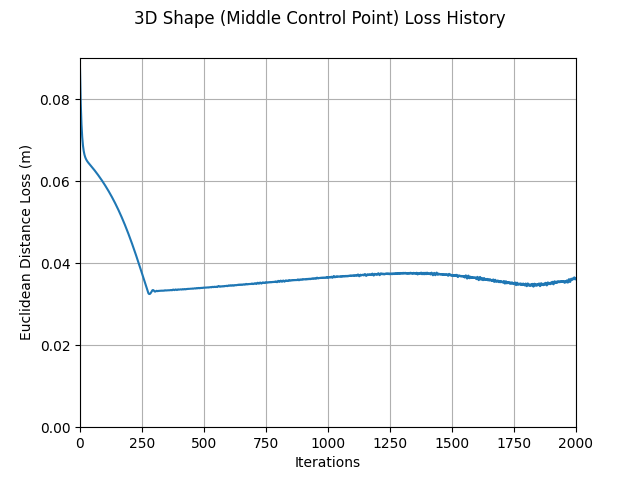 3D Shape (Middle Control Point) Loss History
Euclidean Distance Loss (m)
0.08
0.06
0.04
0.02
0.00
0 250 500 750 1000 1250 1500 1750 2000
Iterations